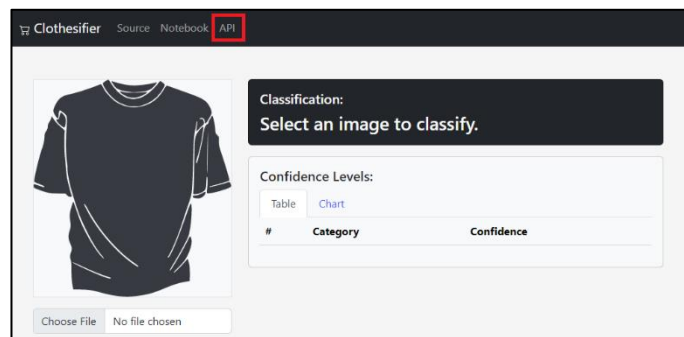 Clothesifier Source Notebook API
Classification:
Select an image to classify.
Confidence Levels:
Table Chart
# Category Confidence
Choose File No file chosen